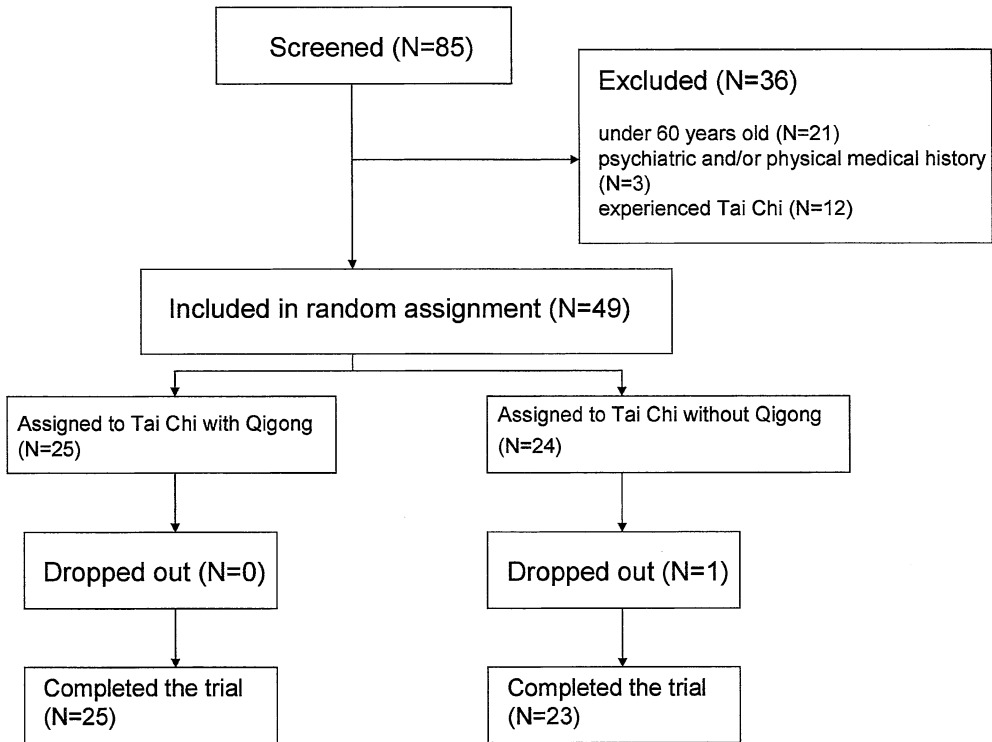 Screened (N=85)
Excluded (N=36)
under 60 years old (N=21)
psychiatric and/or physical medical history
(N=3)
experienced Tai Chi (N=12)
Included in random assignment (N=49)
Assigned to Tai Chi with Qigong
(N=25)
Assigned to Tai Chi without Qigong
(N=24)
Dropped out (N=0)
Dropped out (N=1)
Completed the trial
(N=25)
Completed the trial
(N=23)